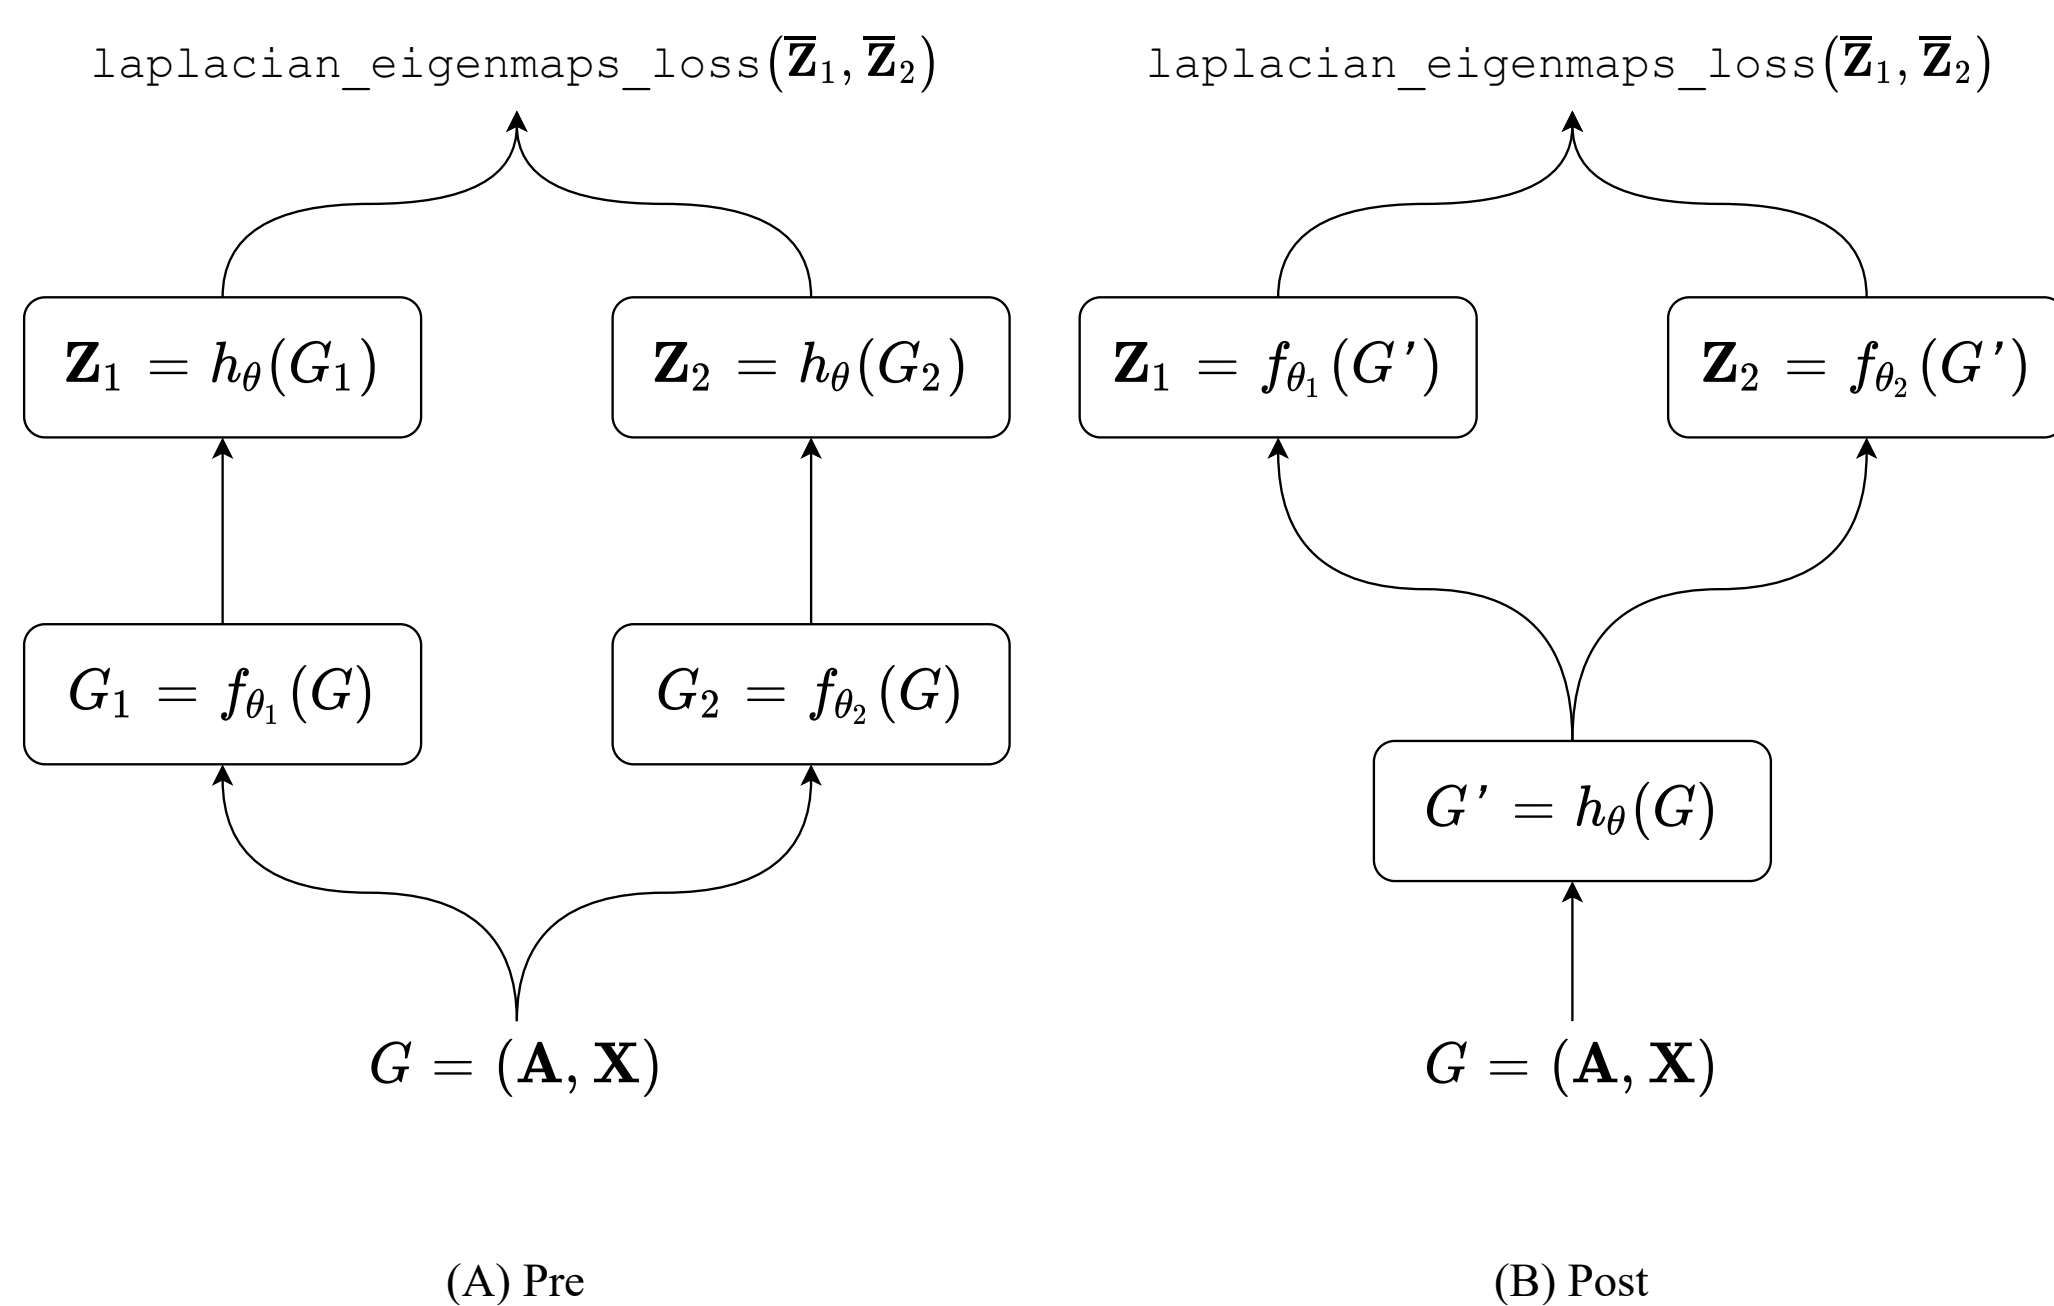 laplacian_eigenmaps_loss(Z̅₁, Z̅₂)
Z₁ = h_θ(G₁)
Z₂ = h_θ(G₂)
G₁ = f_θ₁(G)
G₂ = f_θ₂(G)
G = (A, X)
(A) Pre
laplacian_eigenmaps_loss(Z̅₁, Z̅₂)
Z₁ = f_θ₁(G’)
Z₂ = f_θ₂(G’)
G’ = h_θ(G)
G = (A, X)
(B) Post